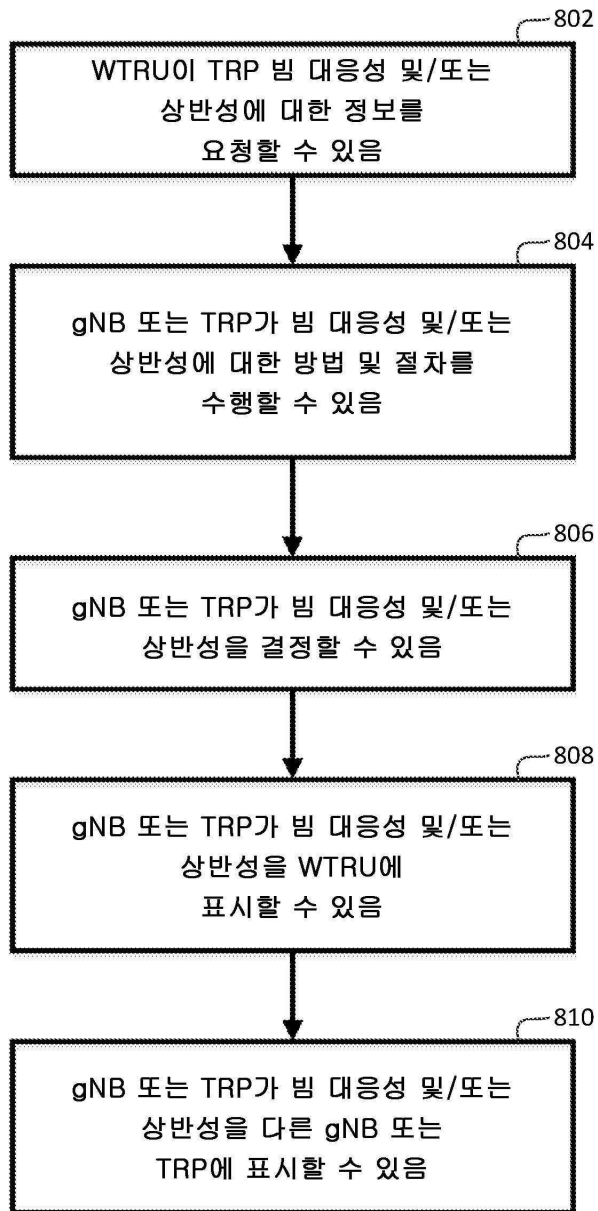 802
WTRU이 TRP 빔 대응성 및/또는
상반성에 대한 정보를
요청할 수 있음
804
gNB 또는 TRP가 빔 대응성 및/또는
상반성에 대한 방법 및 절차를
수행할 수 있음
806
gNB 또는 TRP가 빔 대응성 및/또는
상반성을 결정할 수 있음
808
gNB 또는 TRP가 빔 대응성 및/또는
상반성을 WTRU에
표시할 수 있음
810
gNB 또는 TRP가 빔 대응성 및/또는
상반성을 다른 gNB 또는
TRP에 표시할 수 있음